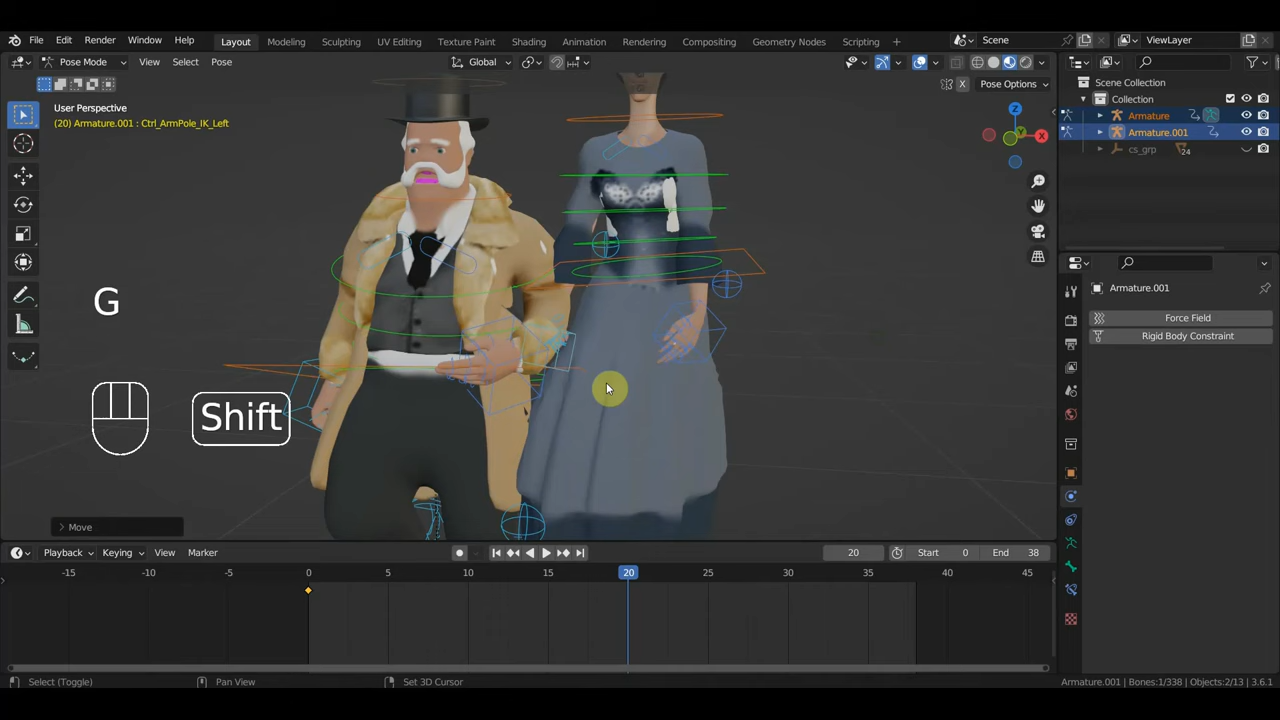 File Edit Render Window Help Layout Modeling Sculpting UV Editing Texture Paint Shading Animation Rendering Compositing Geometry Nodes Scripting + Scene ViewLayer
Pose Mode View Select Pose Global
X Pose Options
User Perspective
(20) Armature.001 : Ctrl_ArmPole_IK_Left
Scene Collection
Collection
Armature
Armature.001
cs_grp 24
Z
X
Armature.001
Force Field
Rigid Body Constraint
G
Shift
Move
Playback Keying View Marker 20 Start 0 End 38
-15 -10 -5 0 5 10 15 20 25 30 35 40 45
Select (Toggle) Pan View Set 3D Cursor Armature.001 | Bones:1/338 | Objects:2/13 | 3.6.1